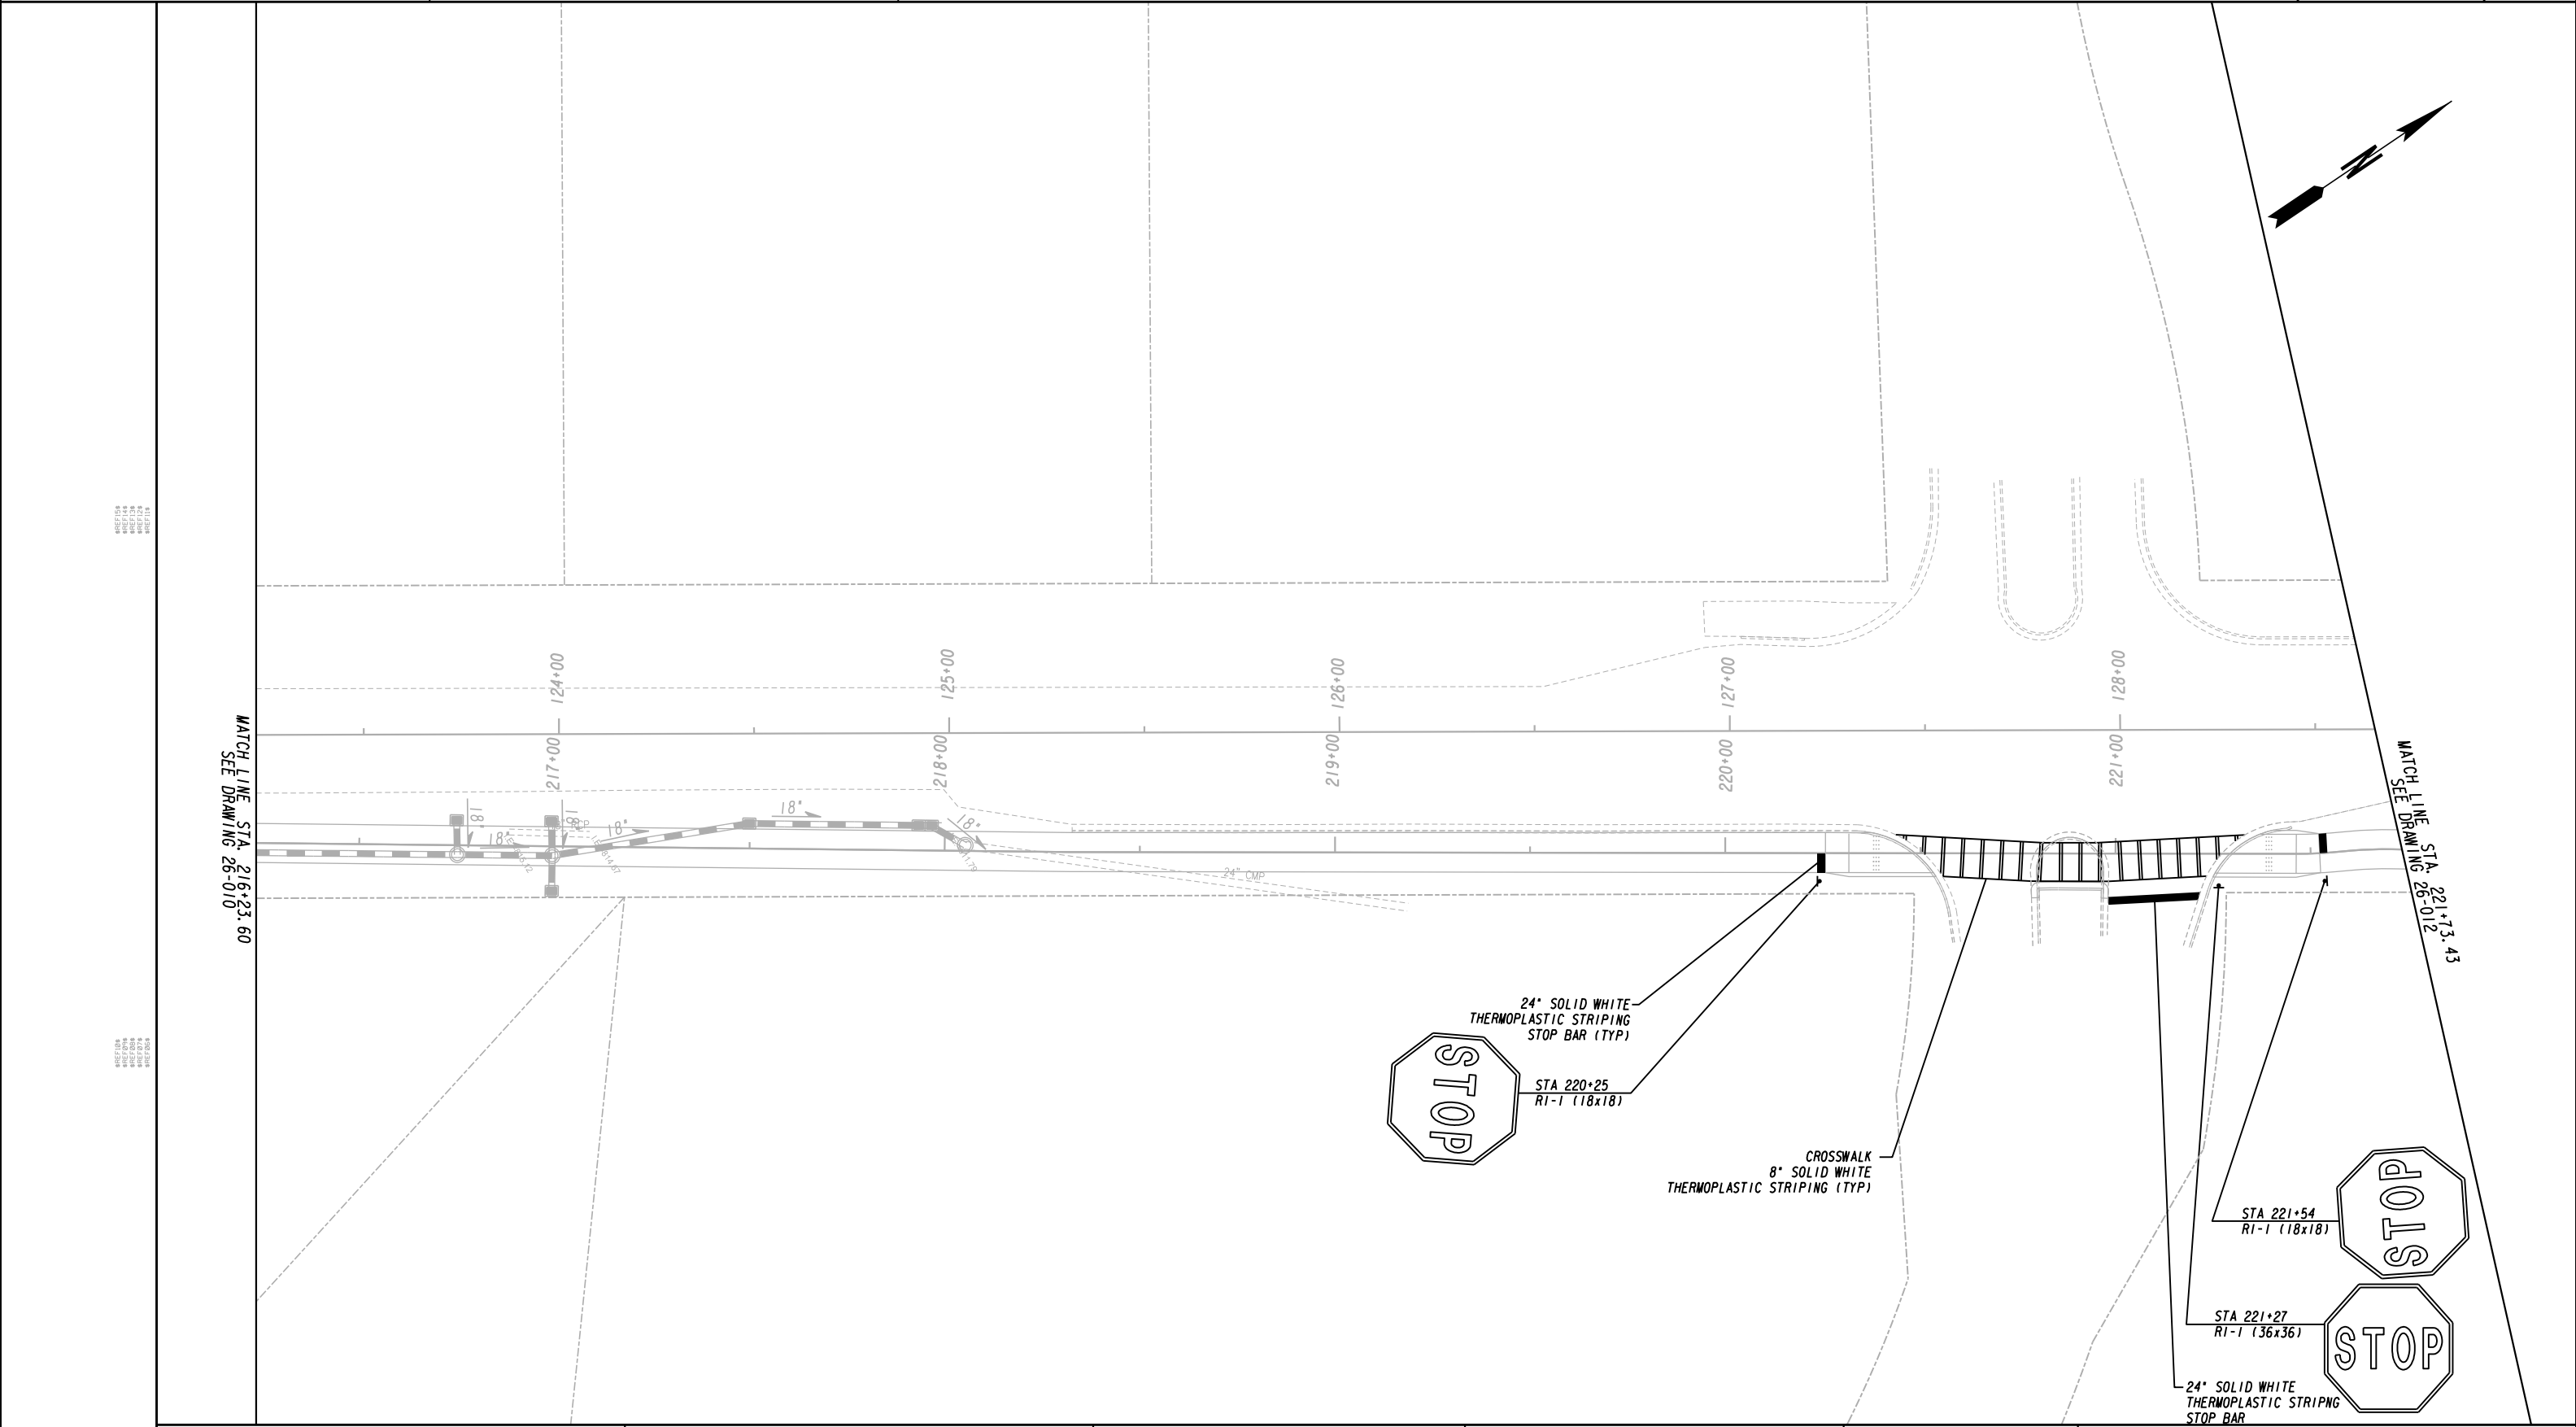 N
124+00
125+00
126+00
127+00
128+00
217+00
218+00
219+00
220+00
221+00
MATCH LINE STA. 216+23.60
SEE DRAWING 26-010
MATCH LINE STA. 221+73.43
SEE DRAWING 26-012
18"
18"
18"
18"
18"
18"
24" CMP
24" SOLID WHITE
THERMOPLASTIC STRIPING
STOP BAR (TYP)
STOP
STA 220+25
R1-1 (18x18)
CROSSWALK
8" SOLID WHITE
THERMOPLASTIC STRIPING (TYP)
STA 221+54
R1-1 (18x18)
STOP
STA 221+27
R1-1 (36x36)
STOP
24" SOLID WHITE
THERMOPLASTIC STRIPNG
STOP BAR